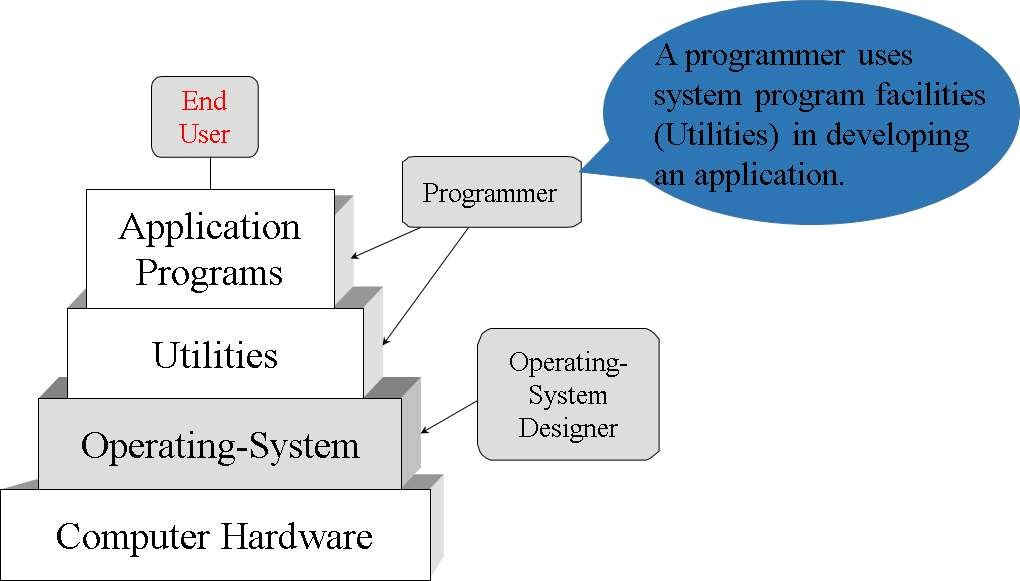 End
User
A programmer uses
system program facilities
(Utilities) in developing
an application.
Programmer
Application
Programs
Utilities
Operating-
System
Designer
Operating-System
Computer Hardware